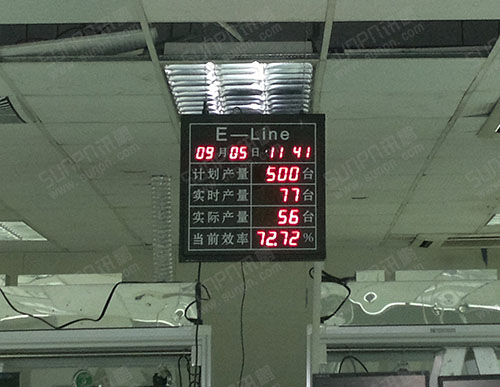 E—Line
09月05日 11 41
计划产量 500台
实时产量 77台
实际产量 56台
当前效率 72.72%